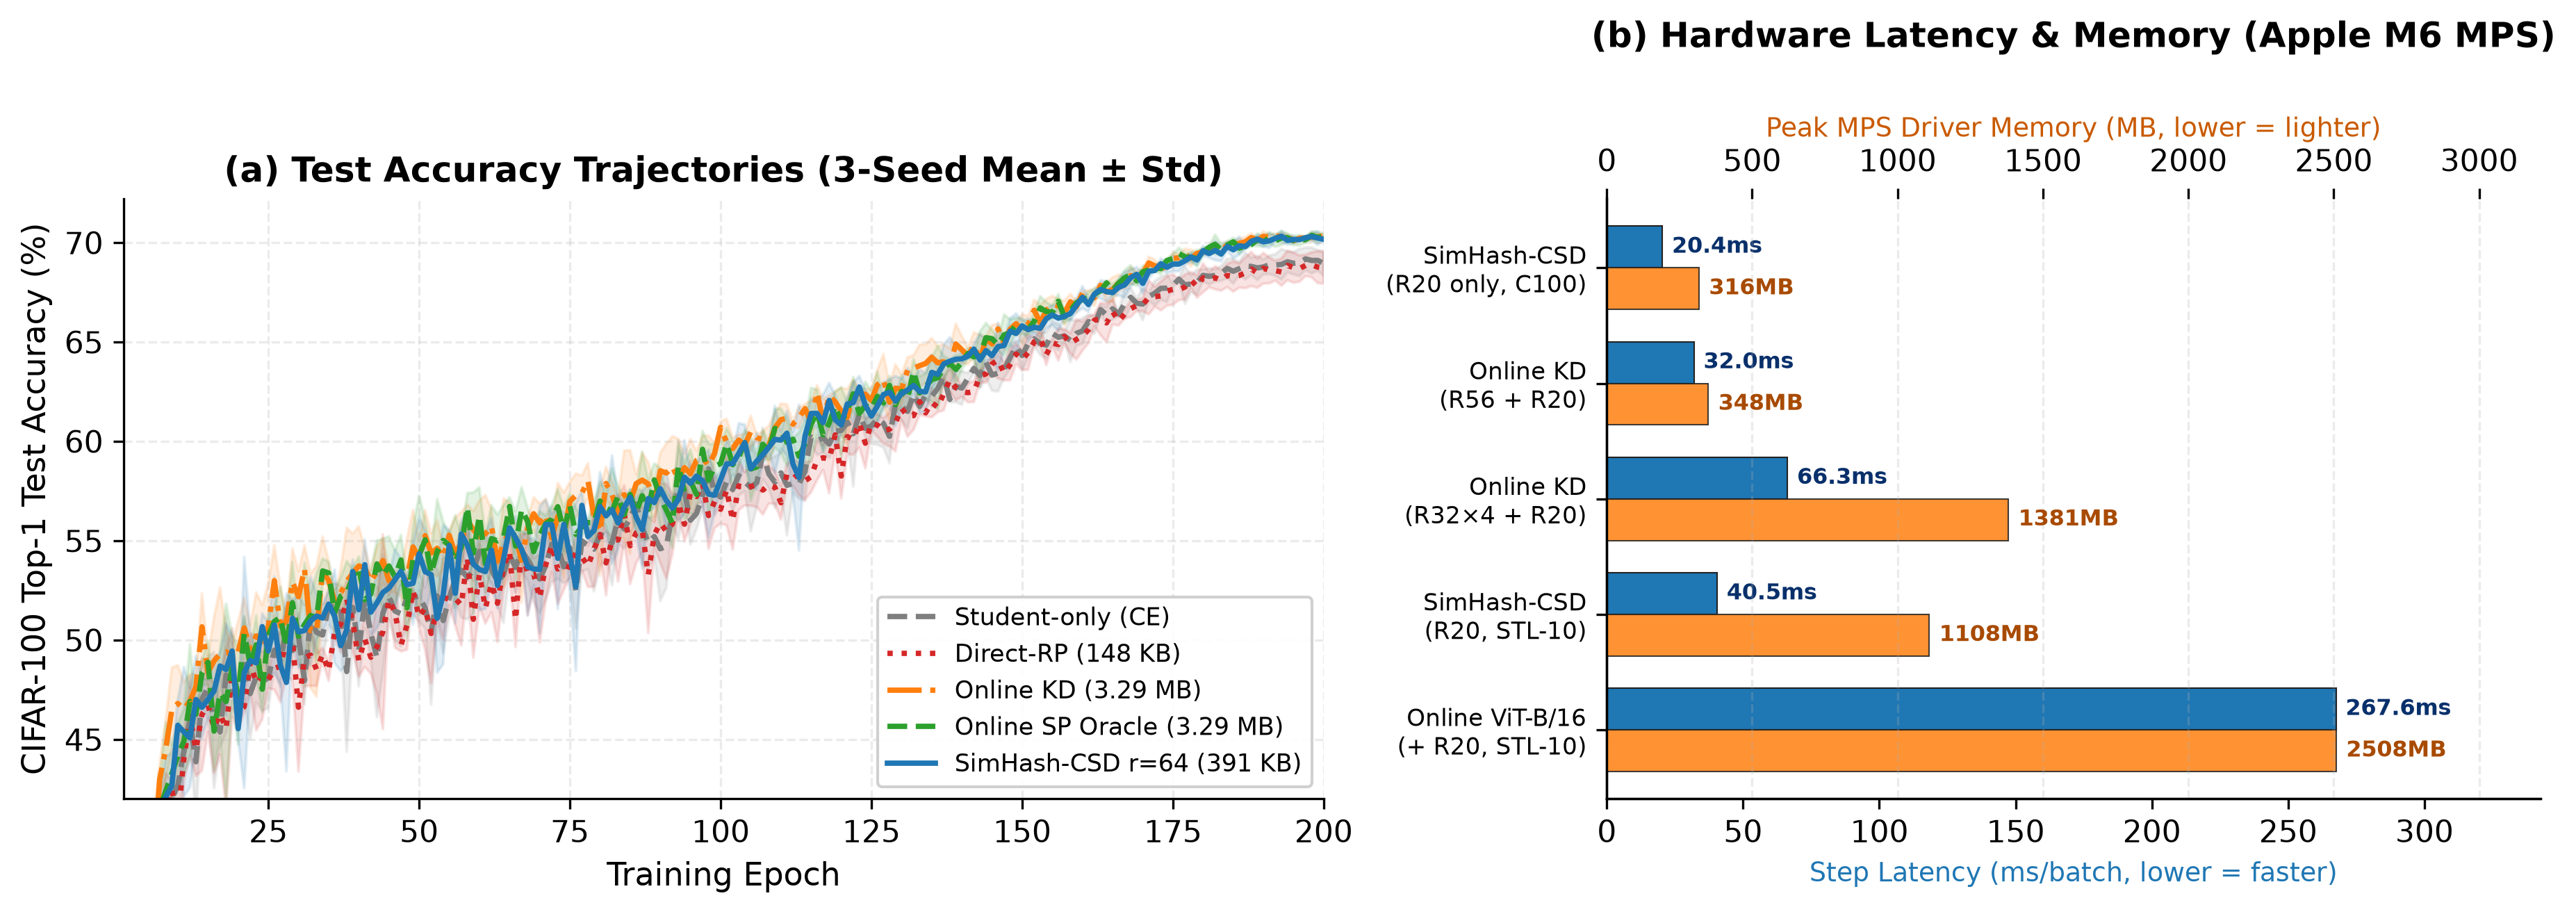 (a) Test Accuracy Trajectories (3-Seed Mean ± Std)
CIFAR-100 Top-1 Test Accuracy (%)
70
65
60
55
50
45
25 50 75 100 125 150 175 200
Training Epoch
Student-only (CE)
Direct-RP (148 KB)
Online KD (3.29 MB)
Online SP Oracle (3.29 MB)
SimHash-CSD r=64 (391 KB)
(b) Hardware Latency & Memory (Apple M6 MPS)
Peak MPS Driver Memory (MB, lower = lighter)
0 500 1000 1500 2000 2500 3000
SimHash-CSD
(R20 only, C100)
20.4ms
316MB
Online KD
(R56 + R20)
32.0ms
348MB
Online KD
(R32×4 + R20)
66.3ms
1381MB
SimHash-CSD
(R20, STL-10)
40.5ms
1108MB
Online ViT-B/16
(+ R20, STL-10)
267.6ms
2508MB
0 50 100 150 200 250 300
Step Latency (ms/batch, lower = faster)